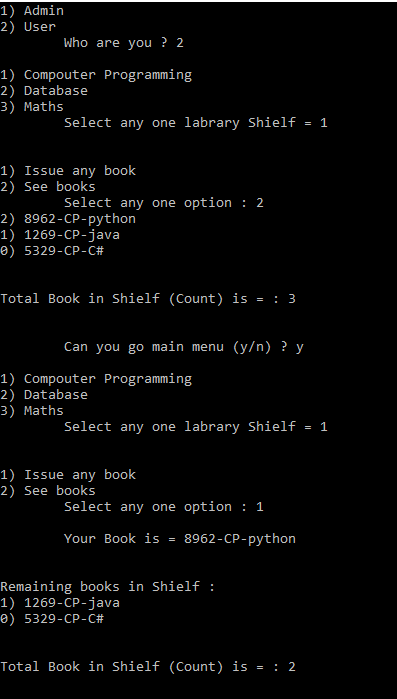 1) Admin
2) User
Who are you ? 2
1) Compouter Programming
2) Database
3) Maths
Select any one labrary Shielf = 1
1) Issue any book
2) See books
Select any one option : 2
2) 8962-CP-python
1) 1269-CP-java
0) 5329-CP-C#
Total Book in Shielf (Count) is = : 3
Can you go main menu (y/n) ? y
1) Compouter Programming
2) Database
3) Maths
Select any one labrary Shielf = 1
1) Issue any book
2) See books
Select any one option : 1
Your Book is = 8962-CP-python
Remaining books in Shielf :
1) 1269-CP-java
0) 5329-CP-C#
Total Book in Shielf (Count) is = : 2